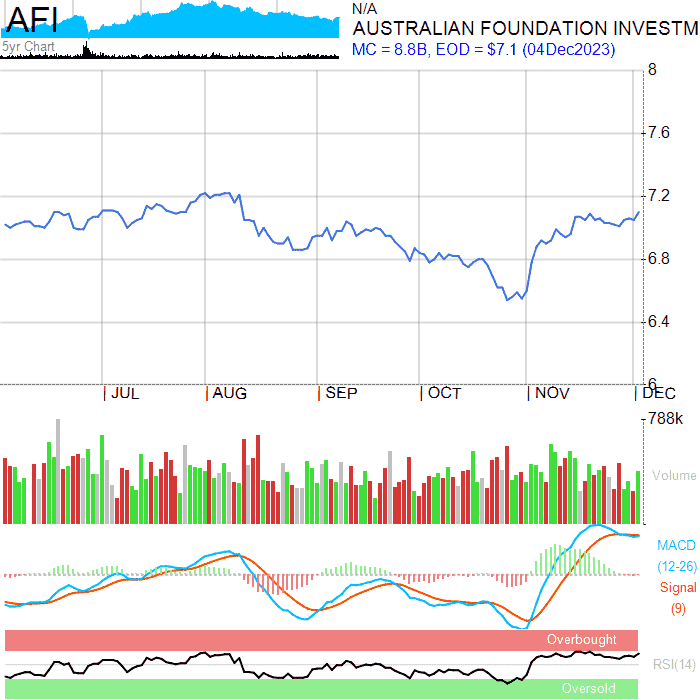 AFI
N/A
AUSTRALIAN FOUNDATION INVESTM
5yr Chart
MC = 8.8B, EOD = $7.1 (04Dec2023)
8
7.6
7.2
6.8
6.4
6
JUL AUG SEP OCT NOV DEC
788k
Volume
MACD
(12-26)
Signal
(9)
Overbought
RSI(14)
Oversold